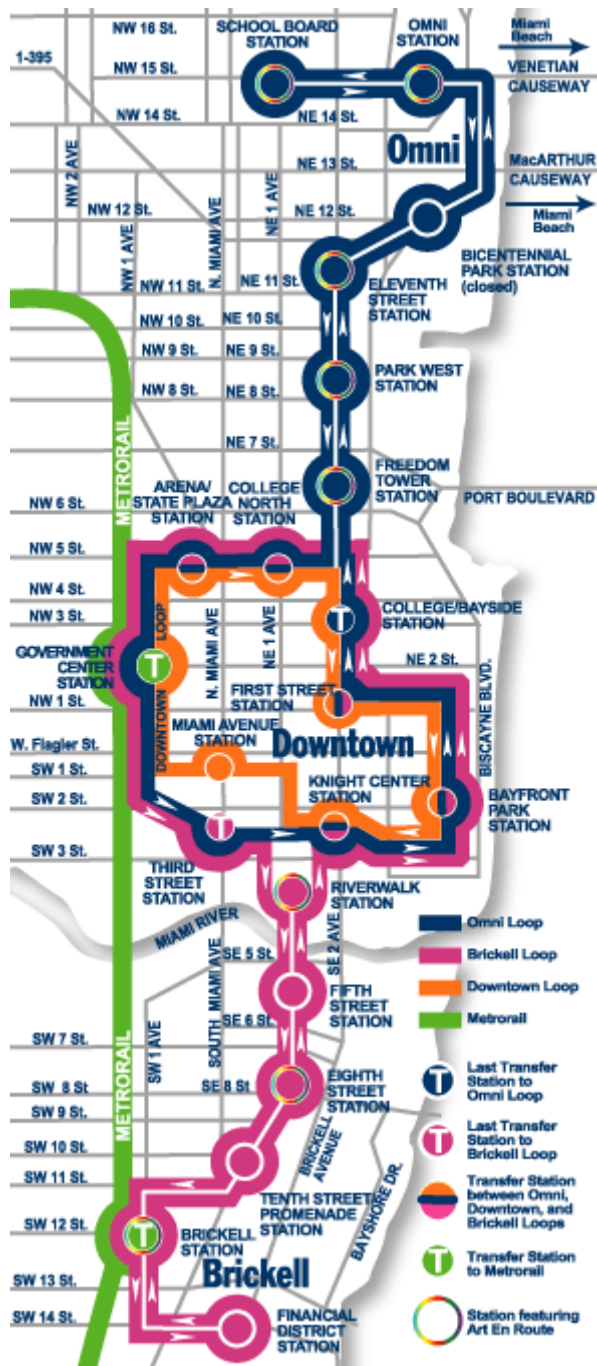 NW 16 St.
SCHOOL BOARD
STATION
OMNI
STATION
Miami
Beach
1-395
NW 15 St.
VENETIAN
CAUSEWAY
NW 14 St.
NE 14 St.
Omni
NW 2 AVE
NE 13 St.
MacARTHUR
CAUSEWAY
N. MIAMI AVE
NE 1 AVE
NW 12 St.
NE 12 St.
Miami
Beach
NW 1 AVE
BICENTENNIAL
PARK STATION
(closed)
NW 11 St.
NE 11 St.
ELEVENTH
STREET
STATION
NW 10 St.
NE 10 St.
NW 9 St.
NE 9 St.
PARK WEST
STATION
NW 8 St.
NE 8 St.
METRORAIL
NE 7 St.
FREEDOM
TOWER
STATION
ARENA/
STATE PLAZA
STATION
COLLEGE
NORTH
STATION
NW 6 St.
PORT BOULEVARD
NW 5 St.
NW 4 St.
NW 3 St.
T
COLLEGE/BAYSIDE
STATION
DOWNTOWN LOOP
N. MIAMI AVE
NE 1 AVE
GOVERNMENT
CENTER
STATION
T
NE 2 St.
BISCAYNE BLVD.
NW 1 St.
FIRST STREET
STATION
MIAMI AVENUE
STATION
Downtown
W. Flagler St.
SW 1 St.
KNIGHT CENTER
STATION
SW 2 St.
BAYFRONT
PARK
STATION
T
SW 3 St.
THIRD
STREET
STATION
RIVERWALK
STATION
MIAMI RIVER
SE 2 AVE
Omni Loop
SOUTH MIAMI AVE
SE 5 St.
Brickell Loop
FIFTH
STREET
STATION
Downtown Loop
SE 6 St.
Metrorail
METRORAIL
SW 1 AVE
SW 7 St.
EIGHTH
STREET
STATION
T
Last Transfer
Station to
Omni Loop
SW 8 St
SE 8 St
SW 9 St.
BRICKELL
AVENUE
T
Last Transfer
Station to
Brickell Loop
SW 10 St.
SW 11 St.
BAYSHORE DR.
TENTH STREET
PROMENADE
STATION
Transfer Station
between Omni,
Downtown, and
Brickell Loops
SW 12 St.
T
BRICKELL
STATION
Brickell
T
Transfer Station
to Metrorail
SW 13 St.
SW 14 St.
FINANCIAL
DISTRICT
STATION
Station featuring
Art En Route